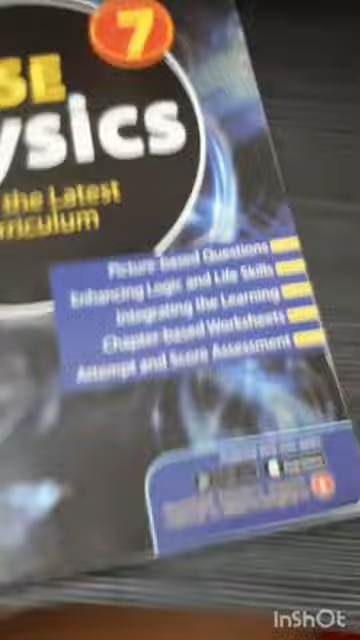 7
SE
ysics
the Latest
rriculum
Picture Based Questions
Enhancing Logic and Life Skills
Integrating the Learning
Chapter based Worksheets
Attempt and Score Assessment
InShOt